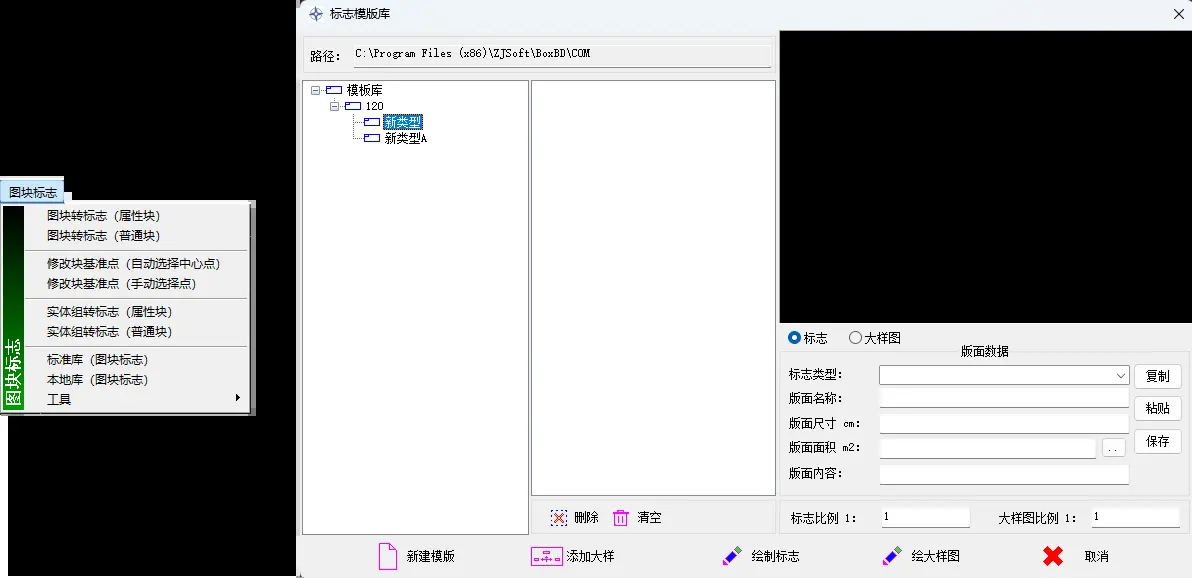 标志模版库
路径：
C:\Program Files (x86)\ZJSoft\BoxBD\COM
模板库
120
新类型
新类型A
图块标志
图块转标志（属性块）
图块转标志（普通块）
修改块基准点（自动选择中心点）
修改块基准点（手动选择点）
实体组转标志（属性块）
实体组转标志（普通块）
标准库（图块标志）
本地库（图块标志）
工具
图块标志
标志
大样图
版面数据
标志类型：
复制
版面名称：
粘贴
版面尺寸 cm：
版面面积 m2：
..
保存
版面内容：
删除
清空
标志比例 1：
1
大样图比例 1：
1
新建模版
添加大样
绘制标志
绘大样图
取消